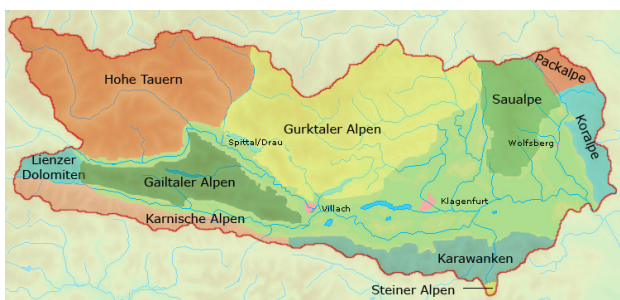 Hohe Tauern
Packalpe
Saualpe
Gurktaler Alpen
Koralpe
Spittal/Drau
Wolfsberg
Lienzer
Dolomiten
Gailtaler Alpen
Klagenfurt
Villach
Karnische Alpen
Karawanken
Steiner Alpen